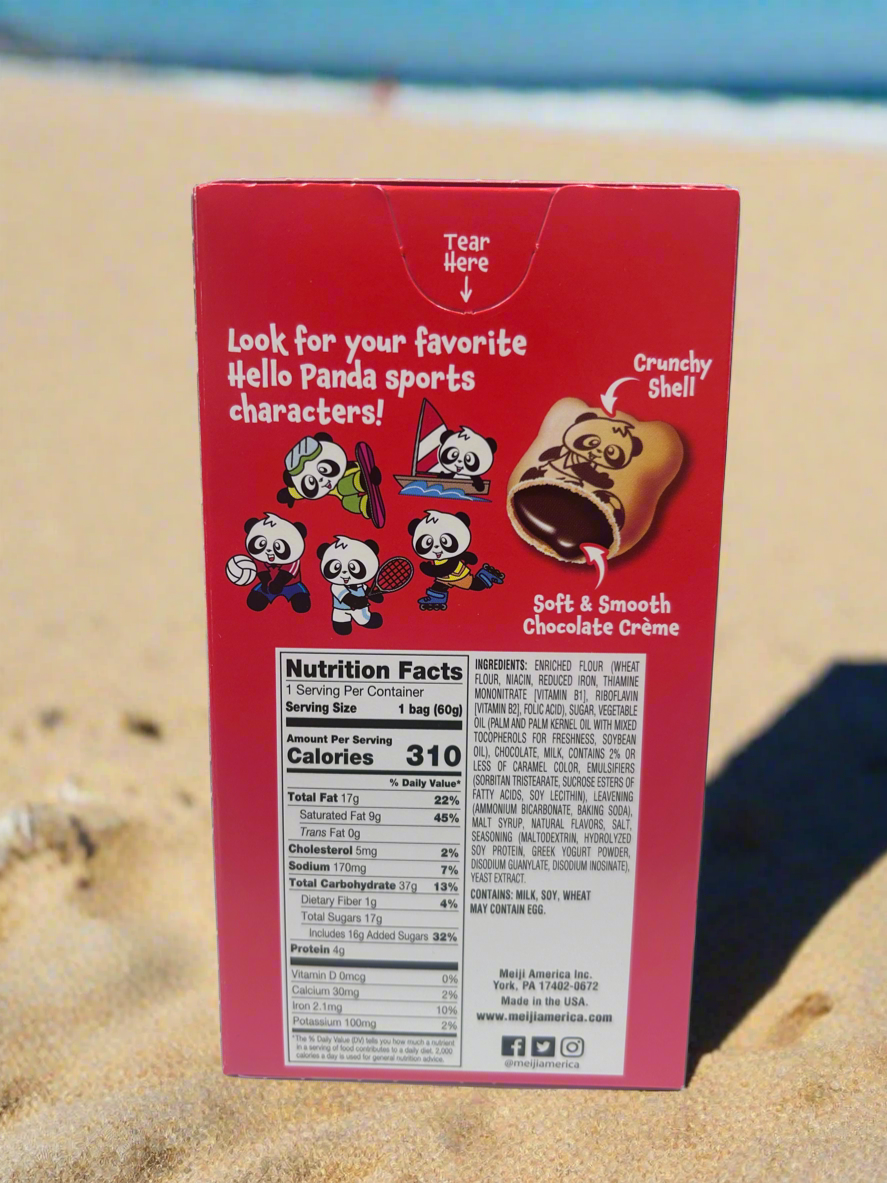 Tear
Here
Look for your favorite
Hello Panda sports
characters!
Crunchy
Shell
Soft & Smooth
Chocolate Crème
Nutrition Facts
1 Serving Per Container
Serving Size 1 bag (60g)
Amount Per Serving
Calories 310
% Daily Value*
Total Fat 17g 22%
Saturated Fat 9g 45%
Trans Fat 0g
Cholesterol 5mg 2%
Sodium 170mg 7%
Total Carbohydrate 37g 13%
Dietary Fiber 1g 4%
Total Sugars 17g
Includes 16g Added Sugars 32%
Protein 4g
Vitamin D 0mcg 0%
Calcium 30mg 2%
Iron 2.1mg 10%
Potassium 100mg 2%
*The % Daily Value (DV) tells you how much a nutrient
in a serving of food contributes to a daily diet. 2,000
calories a day is used for general nutrition advice.
INGREDIENTS: ENRICHED FLOUR (WHEAT
FLOUR, NIACIN, REDUCED IRON, THIAMINE
MONONITRATE [VITAMIN B1], RIBOFLAVIN
[VITAMIN B2], FOLIC ACID), SUGAR, VEGETABLE
OIL (PALM AND PALM KERNEL OIL WITH MIXED
TOCOPHEROLS FOR FRESHNESS, SOYBEAN
OIL), CHOCOLATE, MILK, CONTAINS 2% OR
LESS OF CARAMEL COLOR, EMULSIFIERS
(SORBITAN TRISTEARATE, SUCROSE ESTERS OF
FATTY ACIDS, SOY LECITHIN), LEAVENING
(AMMONIUM BICARBONATE, BAKING SODA),
MALT SYRUP, NATURAL FLAVORS, SALT,
SEASONING (MALTODEXTRIN, HYDROLYZED
SOY PROTEIN, GREEK YOGURT POWDER,
DISODIUM GUANYLATE, DISODIUM INOSINATE),
YEAST EXTRACT.
CONTAINS: MILK, SOY, WHEAT
MAY CONTAIN EGG.
Meiji America Inc.
York, PA 17402-0672
Made in the USA.
www.meijiamerica.com
@meijiamerica